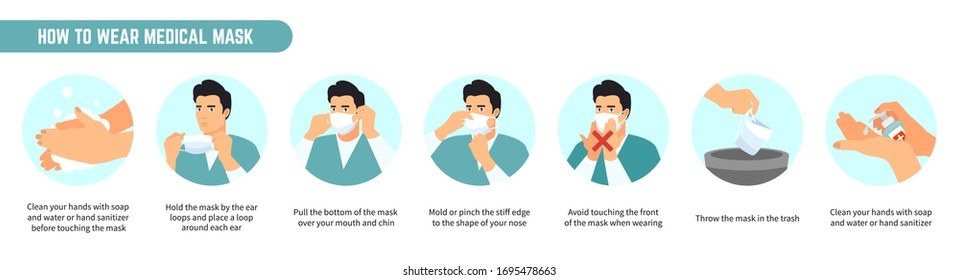 HOW TO WEAR MEDICAL MASK
Clean your hands with soap
and water or hand sanitizer
before touching the mask
Hold the mask by the ear
loops and place a loop
around each ear
Pull the bottom of the mask
over your mouth and chin
Mold or pinch the stiff edge
to the shape of your nose
Avoid touching the front
of the mask when wearing
Throw the mask in the trash
Clean your hands with soap
and water or hand sanitizer
shutterstock.com · 1695478663